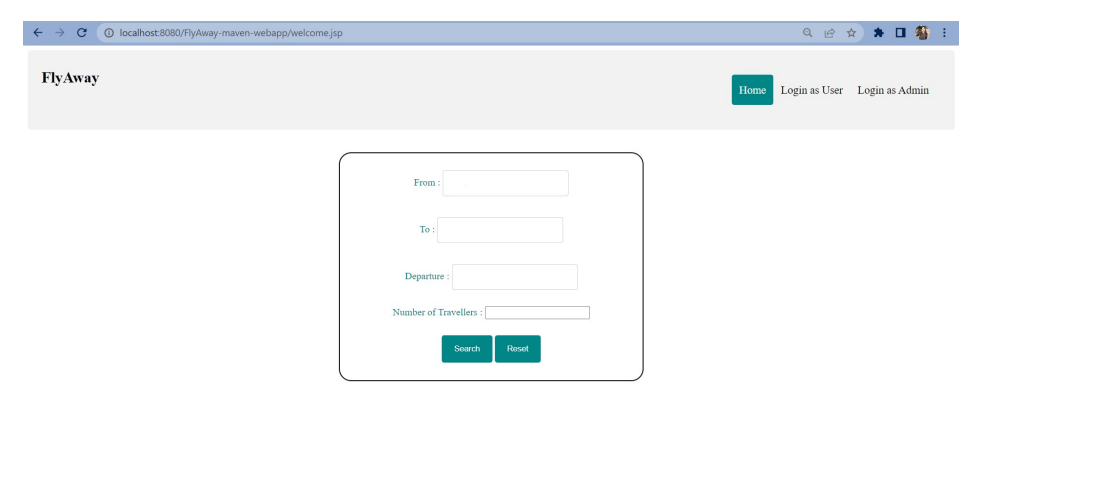 localhost:8080/FlyAway-maven-webapp/welcome.jsp
FlyAway
Home Login as User Login as Admin
From :
To :
Departure :
Number of Travellers :
Search Reset